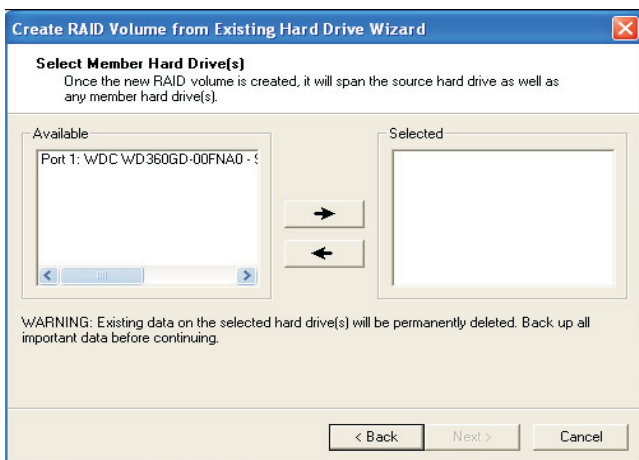 Create RAID Volume from Existing Hard Drive Wizard
Select Member Hard Drive(s)
Once the new RAID volume is created, it will span the source hard drive as well as
any member hard drive(s).
Available
Selected
Port 1: WDC WD360GD-00FNA0 - S
WARNING: Existing data on the selected hard drive(s) will be permanently deleted. Back up all
important data before continuing.
< Back
Next >
Cancel